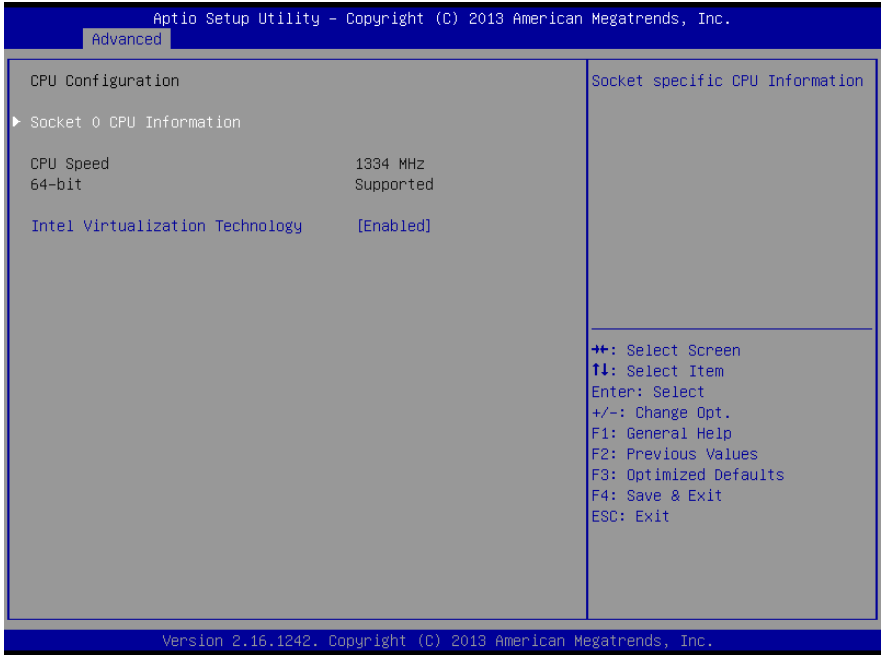 Aptio Setup Utility – Copyright (C) 2013 American Megatrends, Inc.
Advanced
CPU Configuration
Socket 0 CPU Information
CPU Speed 1334 MHz
64-bit Supported
Intel Virtualization Technology [Enabled]
Socket specific CPU Information
→←: Select Screen
↑↓: Select Item
Enter: Select
+/-: Change Opt.
F1: General Help
F2: Previous Values
F3: Optimized Defaults
F4: Save & Exit
ESC: Exit
Version 2.16.1242. Copyright (C) 2013 American Megatrends, Inc.